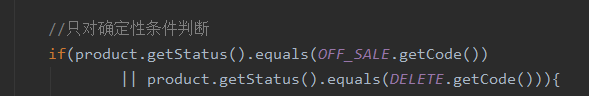 //只对确定性条件判断
if(product.getStatus().equals(OFF_SALE.getCode())
|| product.getStatus().equals(DELETE.getCode())){